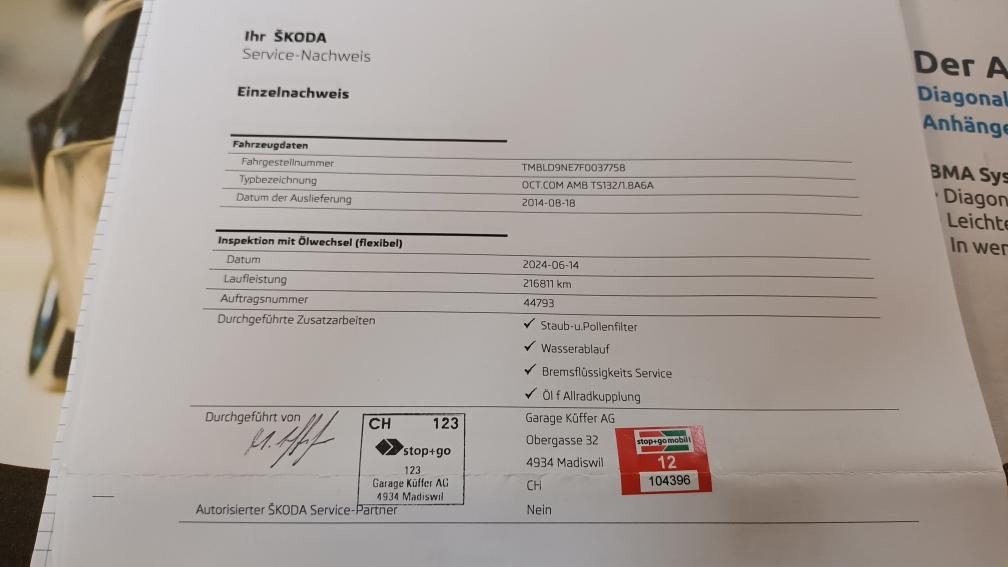 Ihr ŠKODA
Service-Nachweis
Einzelnachweis
Fahrzeugdaten
Fahrgestellnummer TMBLD9NE7F0037758
Typbezeichnung OCT.COM AMB TS132/1.8A6A
Datum der Auslieferung 2014-08-18
Inspektion mit Ölwechsel (flexibel)
Datum 2024-06-14
Laufleistung 216811 km
Auftragsnummer 44793
Durchgeführte Zusatzarbeiten ✓ Staub-u.Pollenfilter
✓ Wasserablauf
✓ Bremsflüssigkeits Service
✓ Öl f Allradkupplung
Durchgeführt von
Garage Küffer AG
Obergasse 32
4934 Madiswil
CH
Autorisierter ŠKODA Service-Partner Nein
CH 123
stop+go
123
Garage Küffer AG
4934 Madiswil
stop+go mobil!
12
104396
Der A
Diagonal
Anhänge
BMA Sys
· Diagon
Leichte
In wer